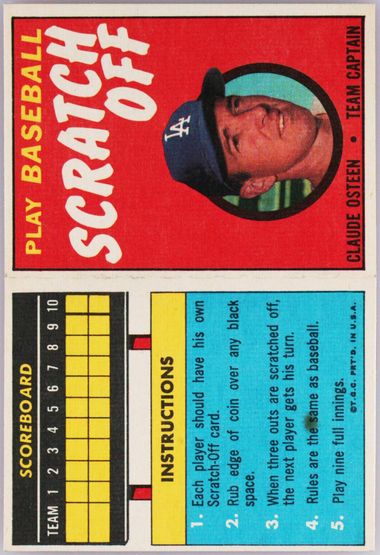 PLAY BASEBALL
SCRATCH
OFF
LA
CLAUDE OSTEEN • TEAM CAPTAIN
SCOREBOARD
TEAM 1 2 3 4 5 6 7 8 9 10
INSTRUCTIONS
1. Each player should have his own
Scratch-Off card.
2. Rub edge of coin over any black
space.
3. When three outs are scratched off,
the next player gets his turn.
4. Rules are the same as baseball.
5. Play nine full innings.
©T.C.G. PRT'D. IN U.S.A.